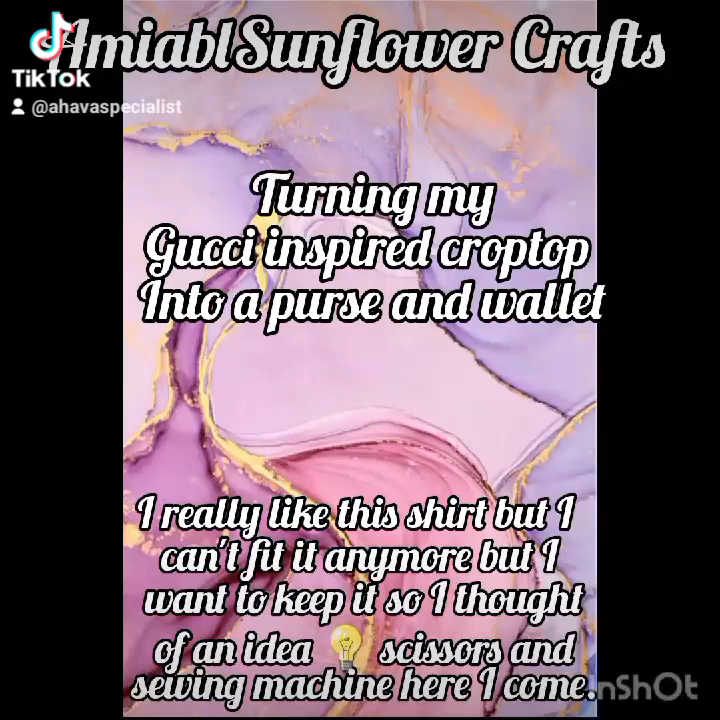 AmiablSunflower Crafts
TikTok
@ahavaspecialist
Turning my
Gucci inspired croptop
Into a purse and wallet
I really like this shirt but I
can't fit it anymore but I
want to keep it so I thought
of an idea 💡 scissors and
sewing machine here I come.
InShOt